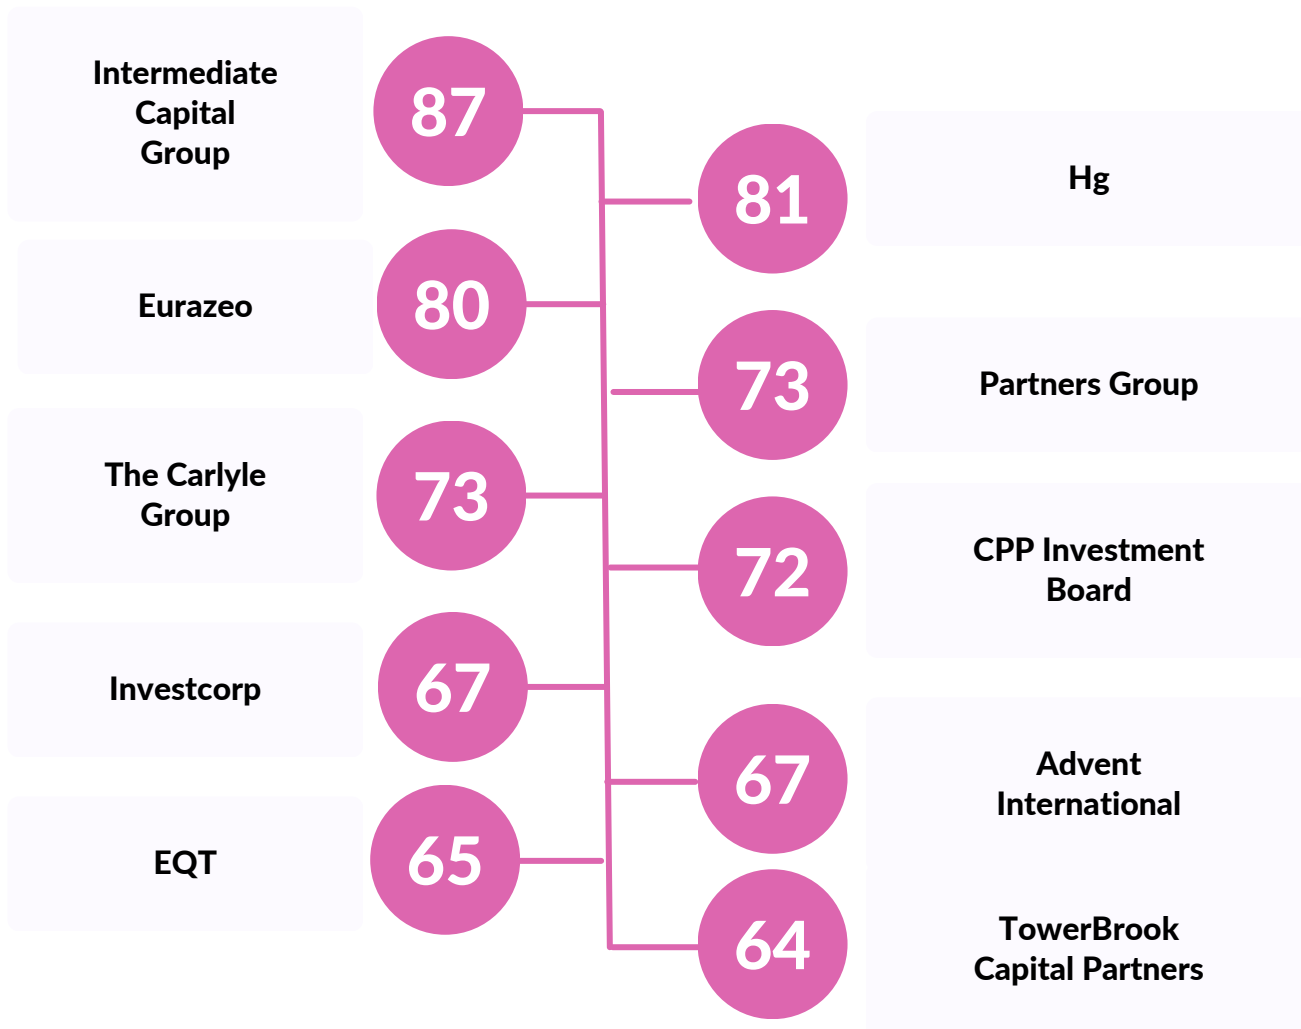 Intermediate
Capital
Group
87
81
Hg
Eurazeo
80
73
Partners Group
The Carlyle
Group
73
72
CPP Investment
Board
Investcorp
67
67
Advent
International
EQT
65
64
TowerBrook
Capital Partners